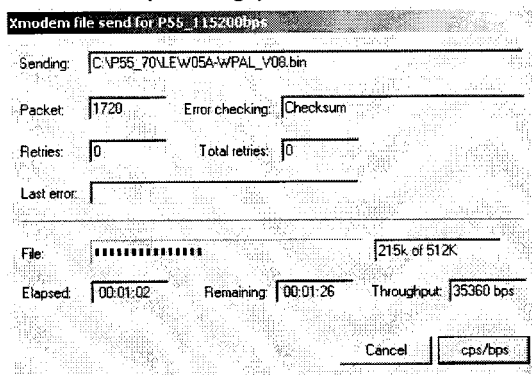 Xmodem file send for P55_115200bps
Sending: C:\P55_70\LEW05A-WPAL_V08.bin
Packet: 1720 Error checking: Checksum
Retries: 0 Total retries: 0
Last error:
File: 215k of 512K
Elapsed: 00:01:02 Remaining: 00:01:26 Throughput: 35360 bps
Cancel cps/bps